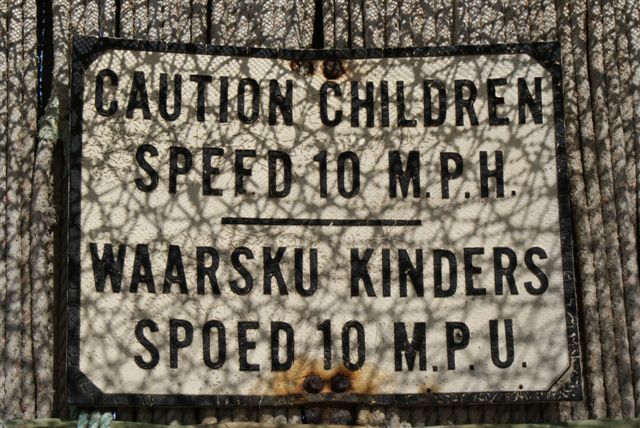 CAUTION CHILDREN
SPEED 10 M.P.H.
WAARSKU KINDERS
SPOED 10 M.P.U.